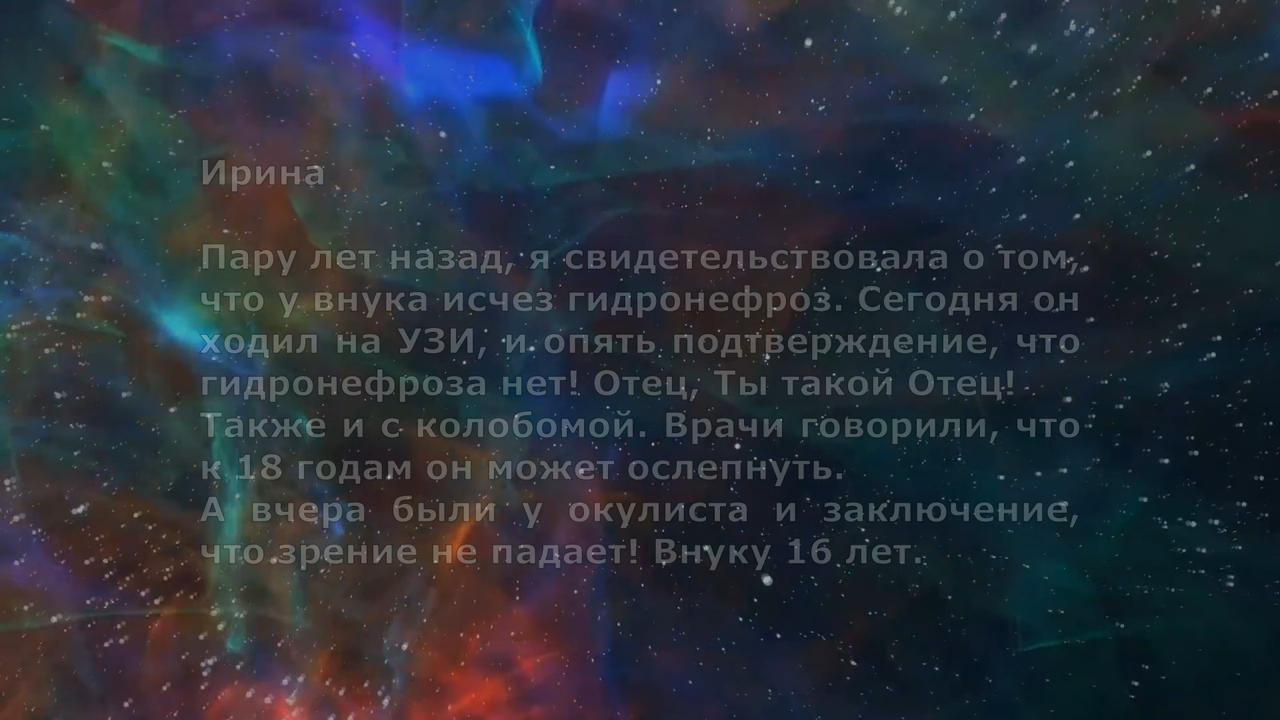 Ирина
Пару лет назад, я свидетельствовала о том,
что у внука исчез гидронефроз. Сегодня он
ходил на УЗИ, и опять подтверждение, что
гидронефроза нет! Отец, Ты такой Отец!
Также и с колобомой. Врачи говорили, что
к 18 годам он может ослепнуть.
А вчера были у окулиста и заключение,
что зрение не падает! Внуку 16 лет.